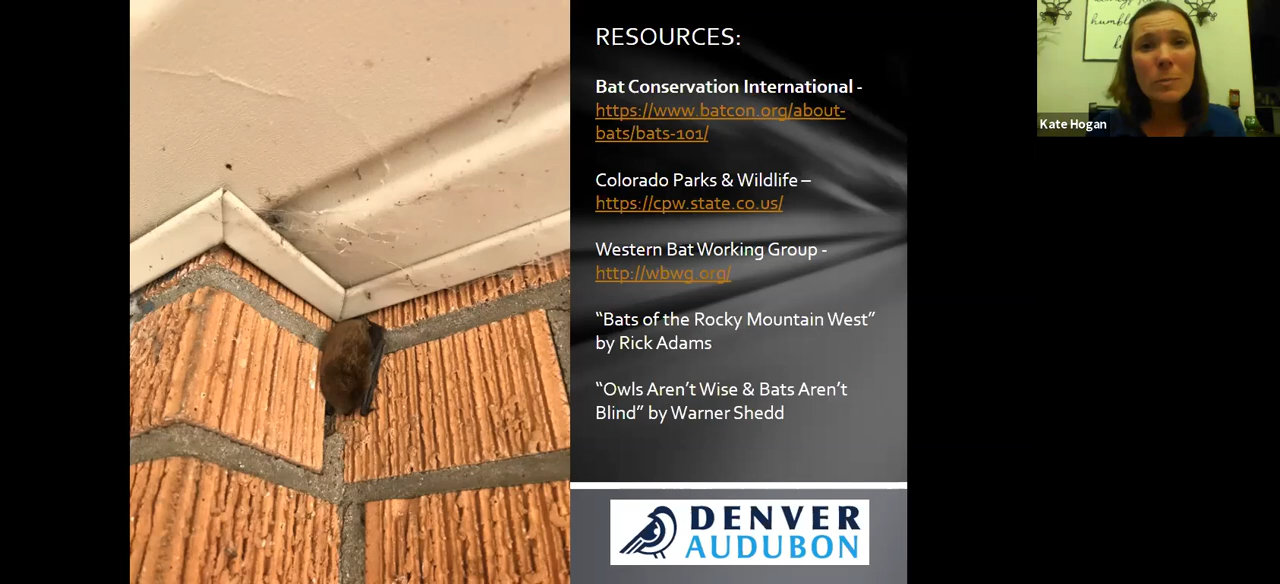 RESOURCES:
Bat Conservation International -
https://www.batcon.org/about-
bats/bats-101/
Colorado Parks & Wildlife –
https://cpw.state.co.us/
Western Bat Working Group -
http://wbwg.org/
“Bats of the Rocky Mountain West”
by Rick Adams
“Owls Aren’t Wise & Bats Aren’t
Blind” by Warner Shedd
DENVER
AUDUBON
humble
Kate Hogan